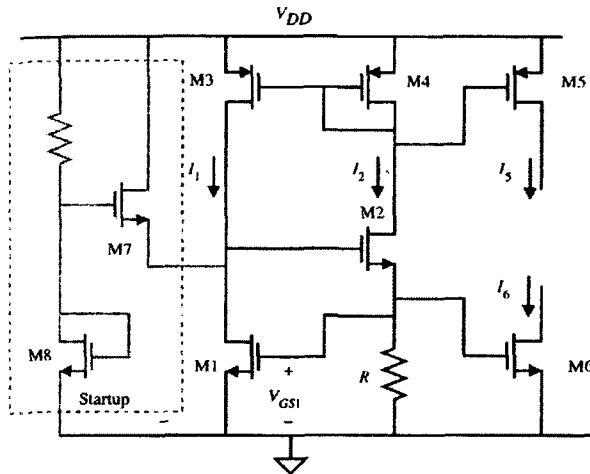 V_DD
M3
M4
M5
I_1
I_2
I_5
M2
M7
I_6
M8
M1
+
V_GS1
−
R
M6
Startup
−